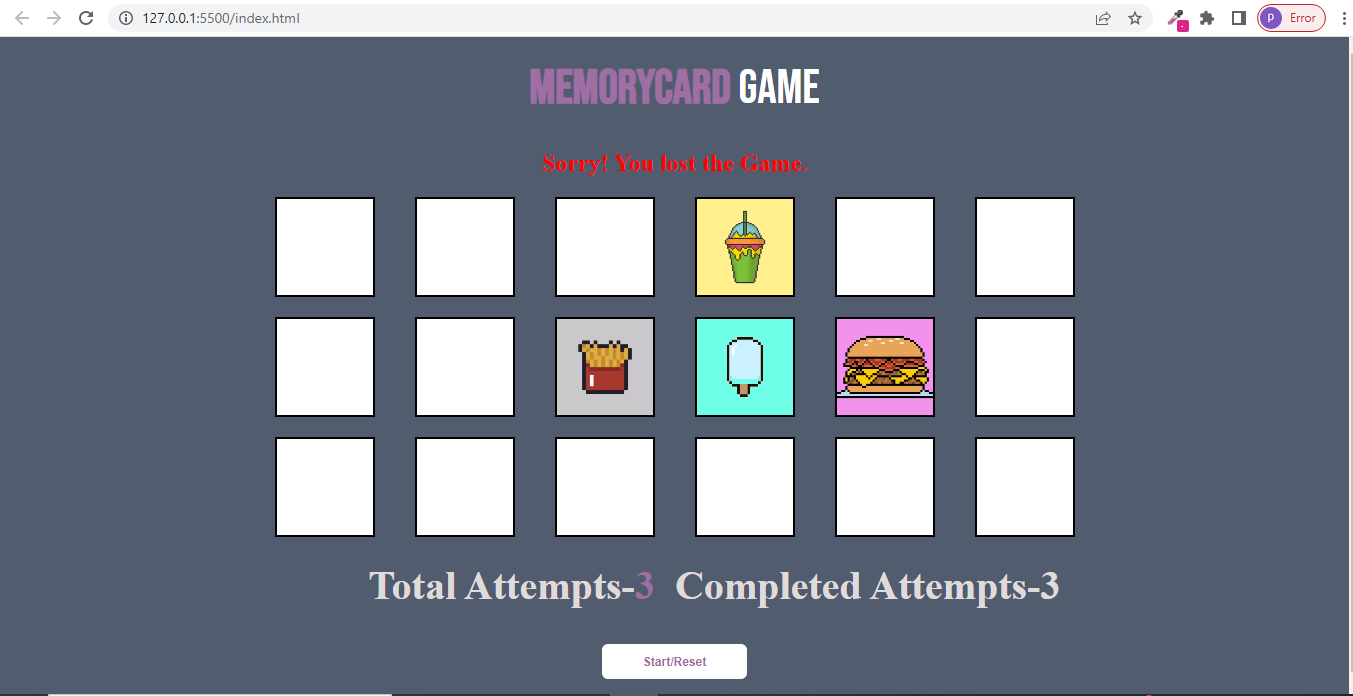 127.0.0.1:5500/index.html
p Error
MEMORYCARD GAME
Sorry! You lost the Game.
Total Attempts-3 Completed Attempts-3
Start/Reset